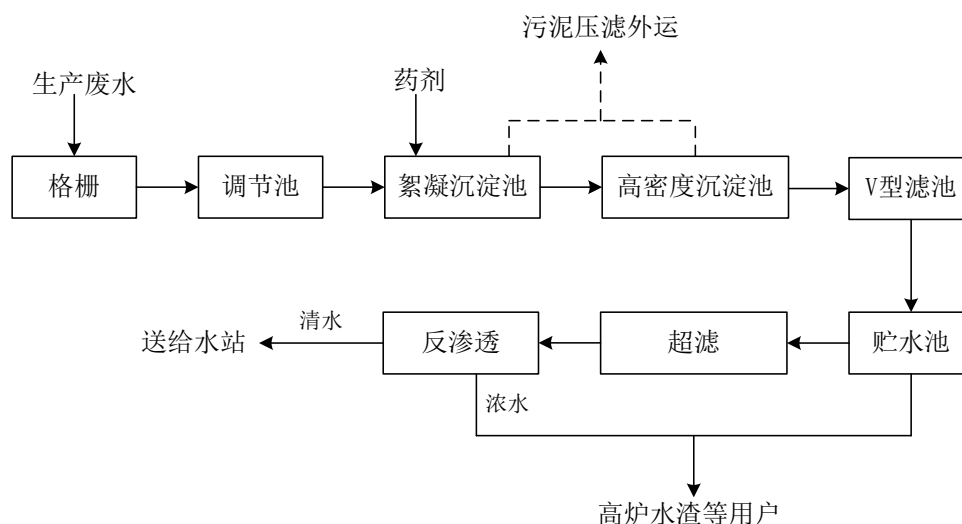 污泥压滤外运
生产废水
药剂
格栅
调节池
絮凝沉淀池
高密度沉淀池
V型滤池
送给水站
清水
反渗透
超滤
贮水池
浓水
高炉水渣等用户